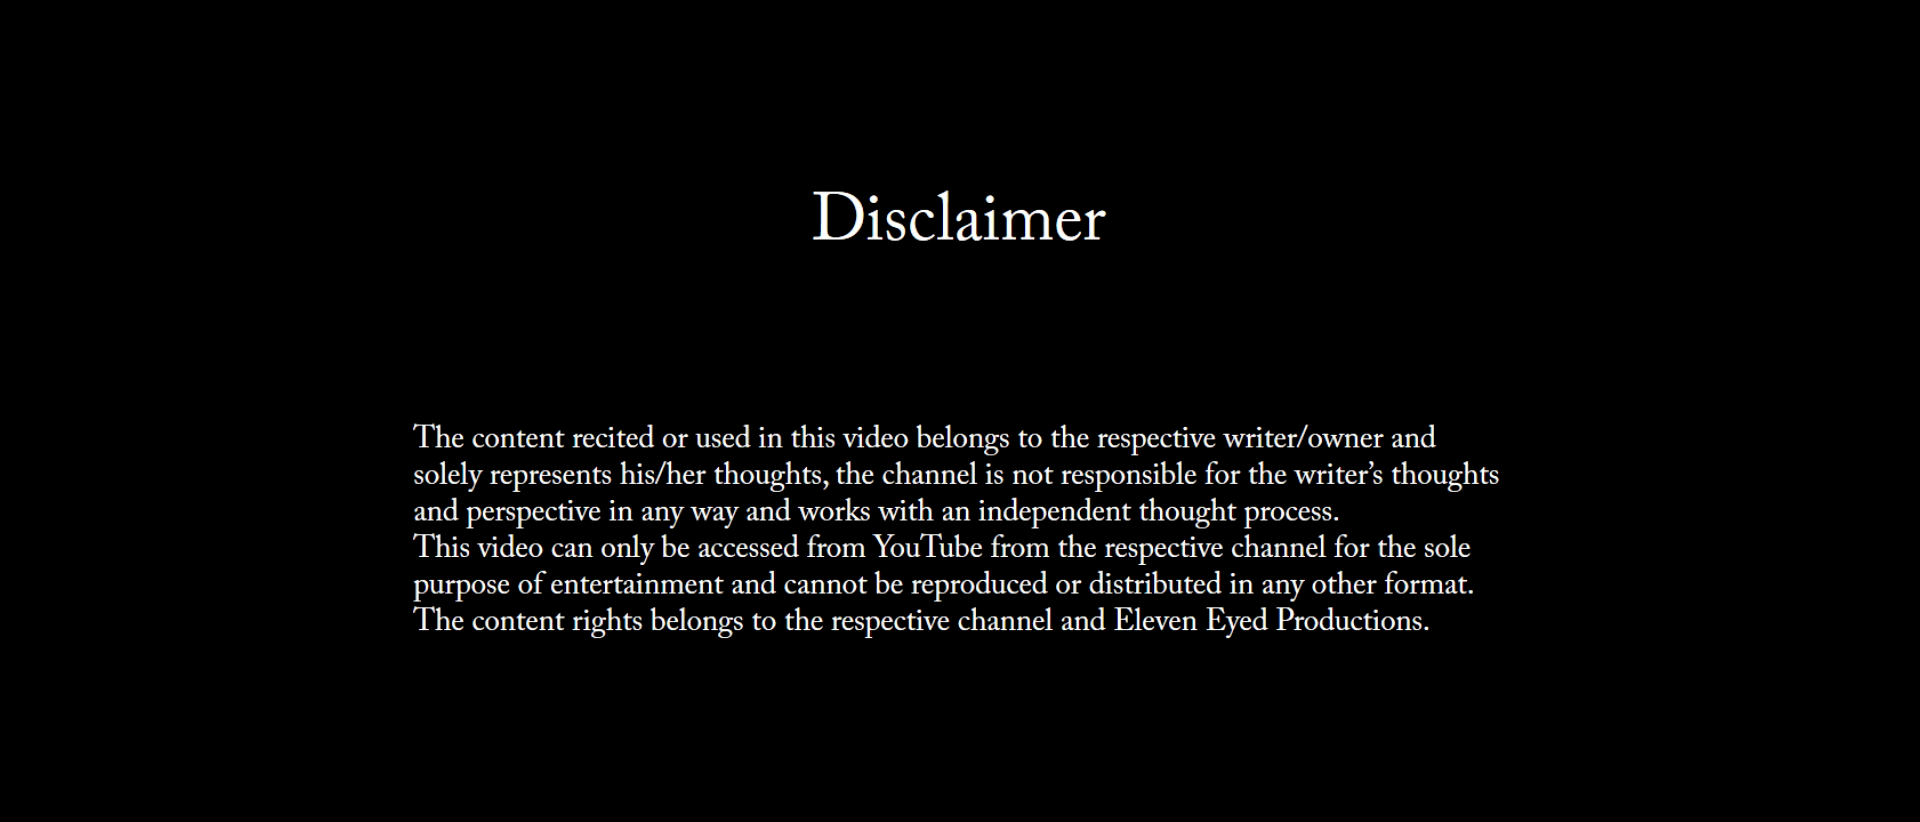 Disclaimer
The content recited or used in this video belongs to the respective writer/owner and
solely represents his/her thoughts, the channel is not responsible for the writer’s thoughts
and perspective in any way and works with an independent thought process.
This video can only be accessed from YouTube from the respective channel for the sole
purpose of entertainment and cannot be reproduced or distributed in any other format.
The content rights belongs to the respective channel and Eleven Eyed Productions.